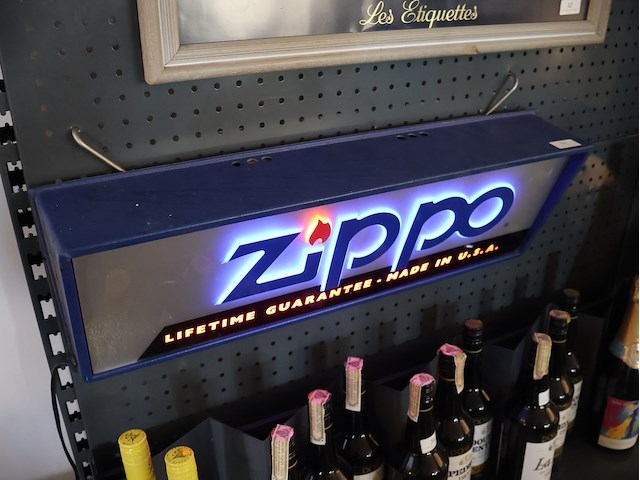 Les Etiquettes
zippo
LIFETIME GUARANTEE • MADE IN U.S.A.